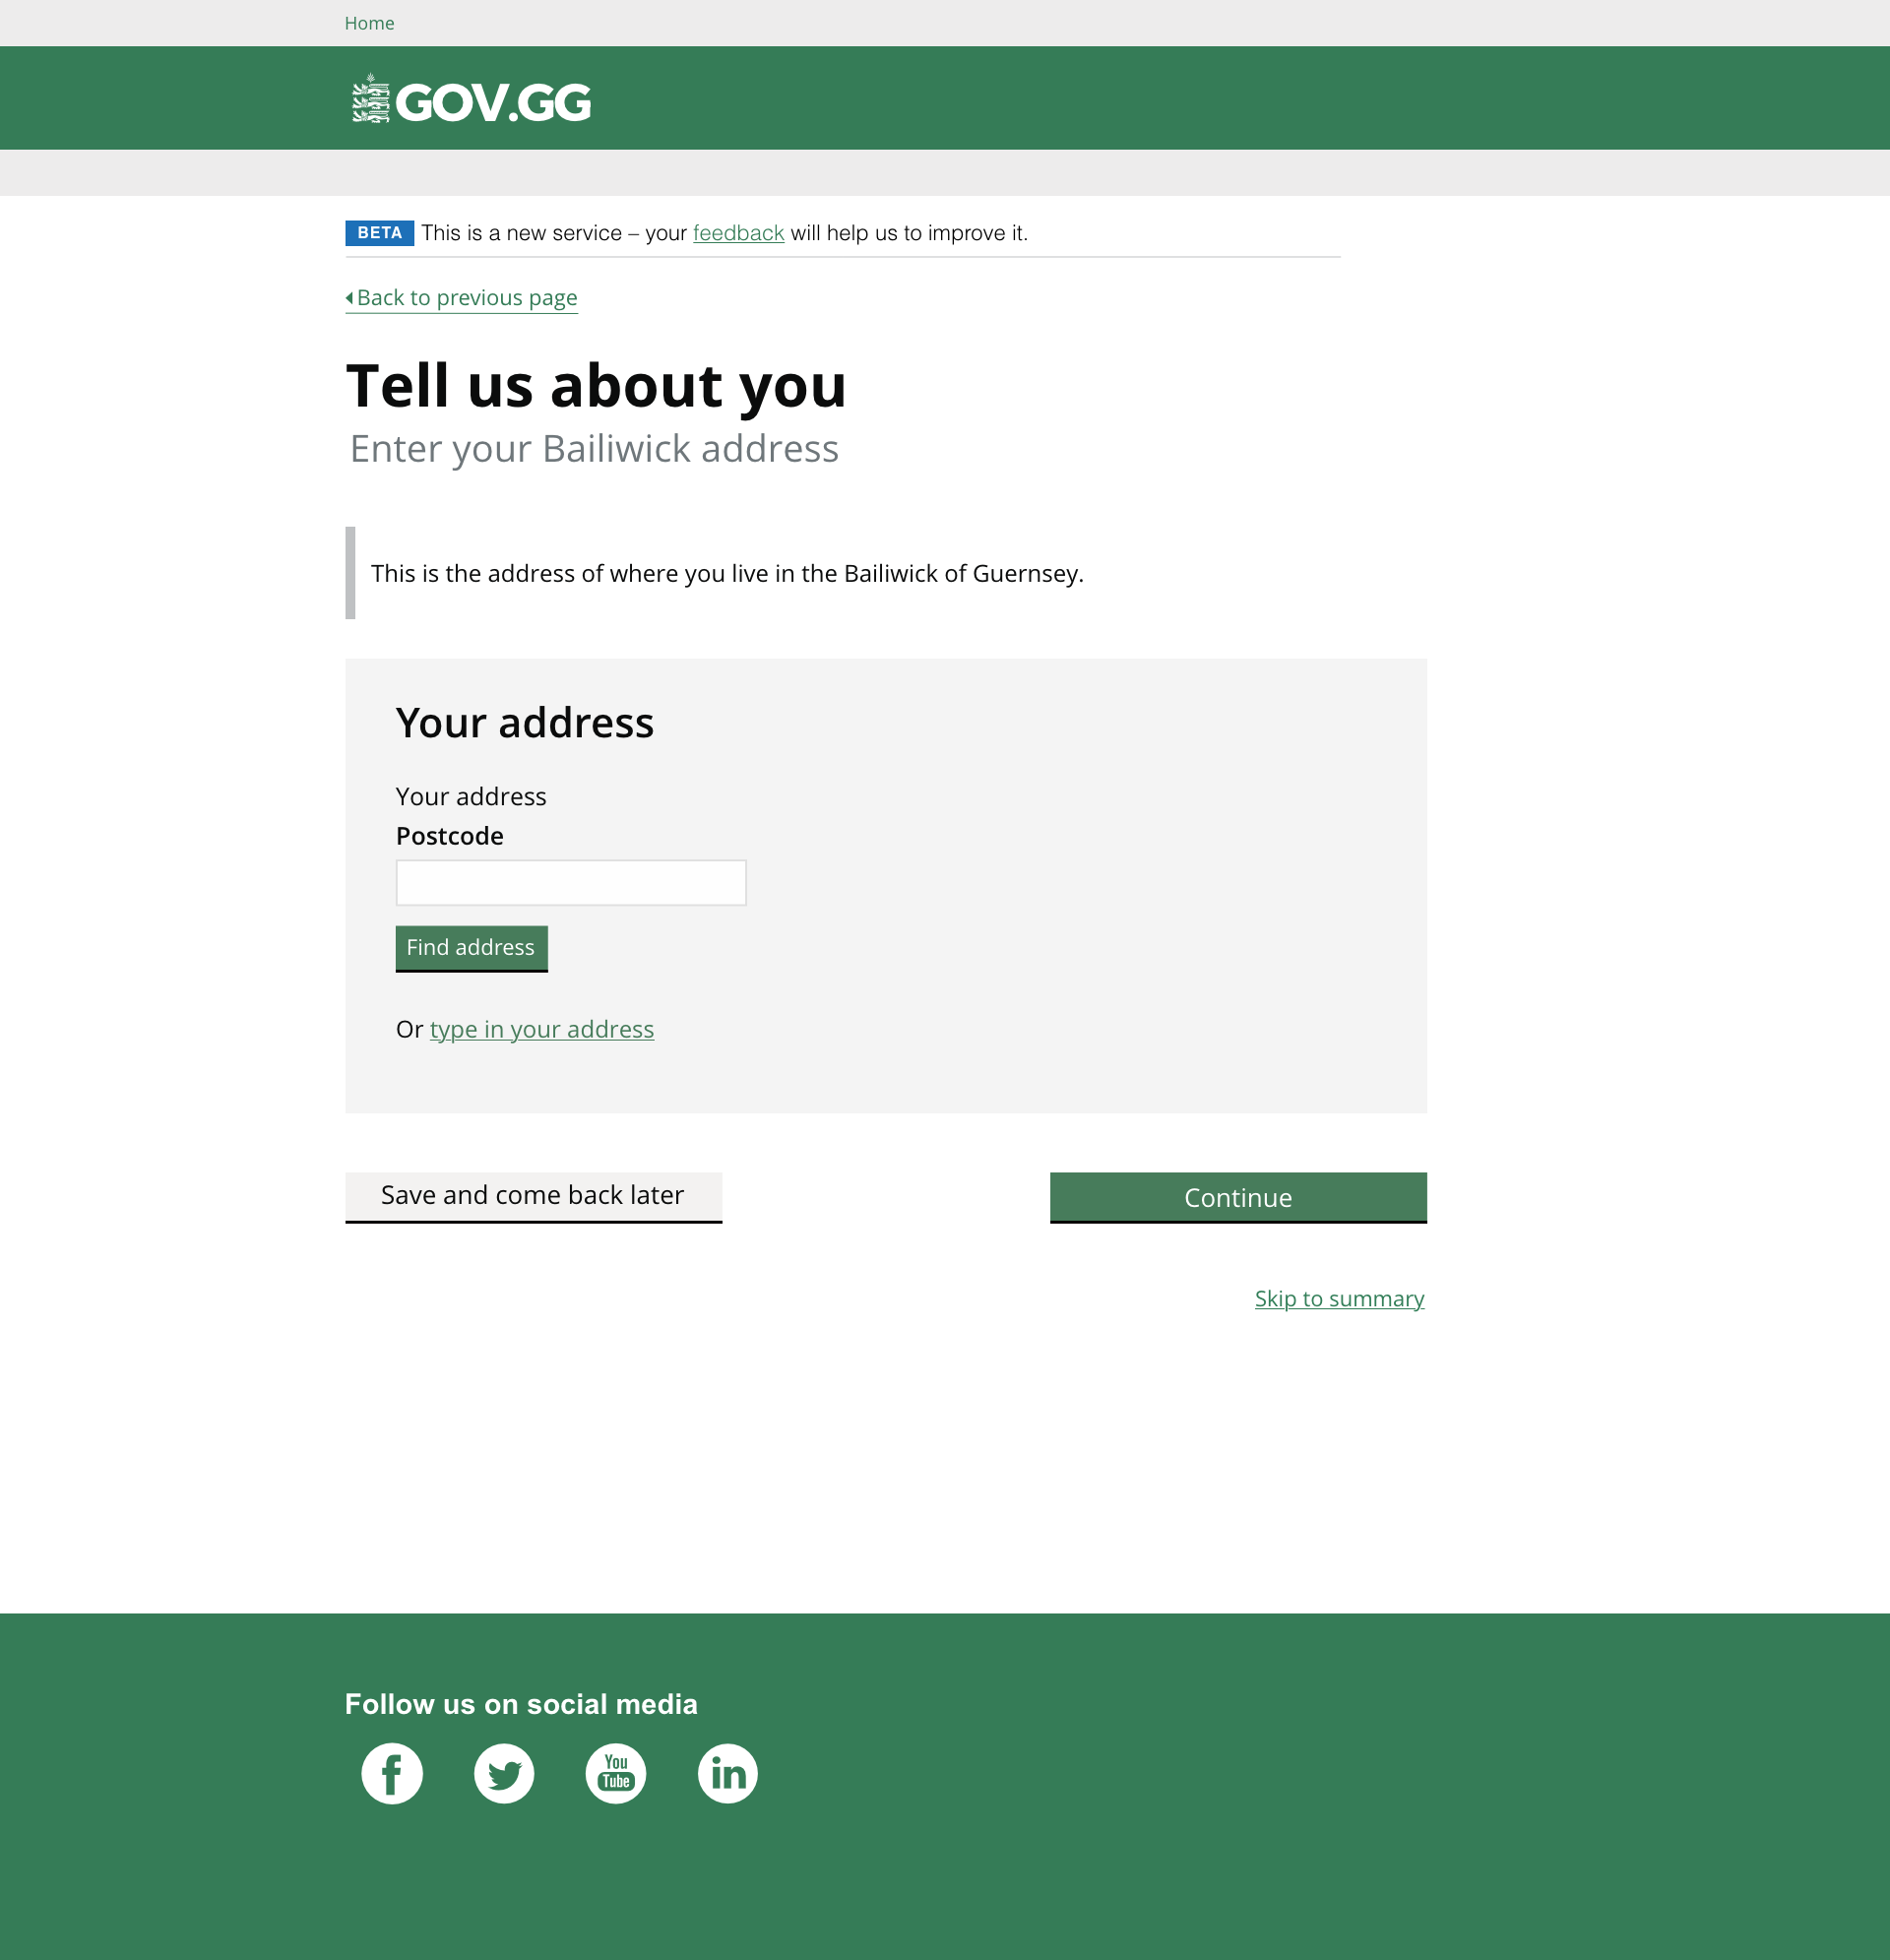 Home
GOV.GG
BETA This is a new service – your feedback will help us to improve it.
Back to previous page
Tell us about you
Enter your Bailiwick address
This is the address of where you live in the Bailiwick of Guernsey.
Your address
Your address
Postcode
Find address
Or type in your address
Save and come back later
Continue
Skip to summary
Follow us on social media
You
Tube
in